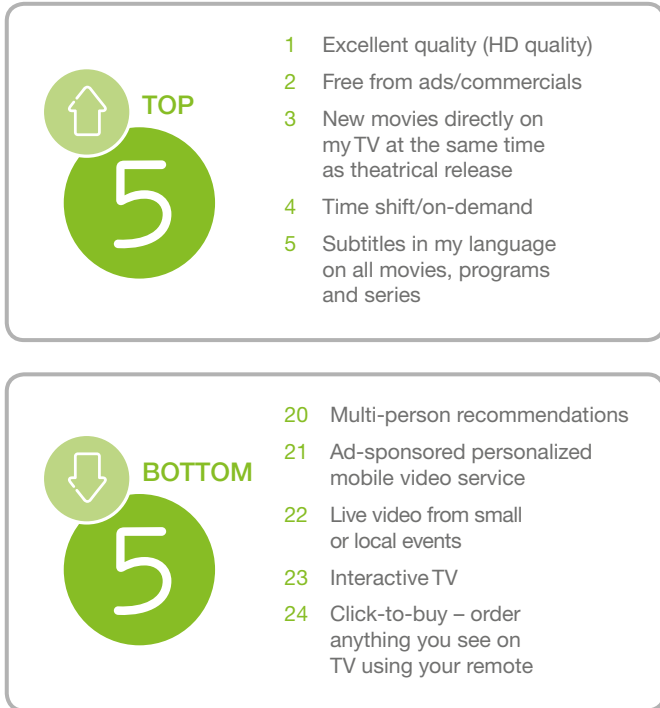 TOP
5
1 Excellent quality (HD quality)
2 Free from ads/commercials
3 New movies directly on
my TV at the same time
as theatrical release
4 Time shift/on-demand
5 Subtitles in my language
on all movies, programs
and series
BOTTOM
5
20 Multi-person recommendations
21 Ad-sponsored personalized
mobile video service
22 Live video from small
or local events
23 Interactive TV
24 Click-to-buy – order
anything you see on
TV using your remote